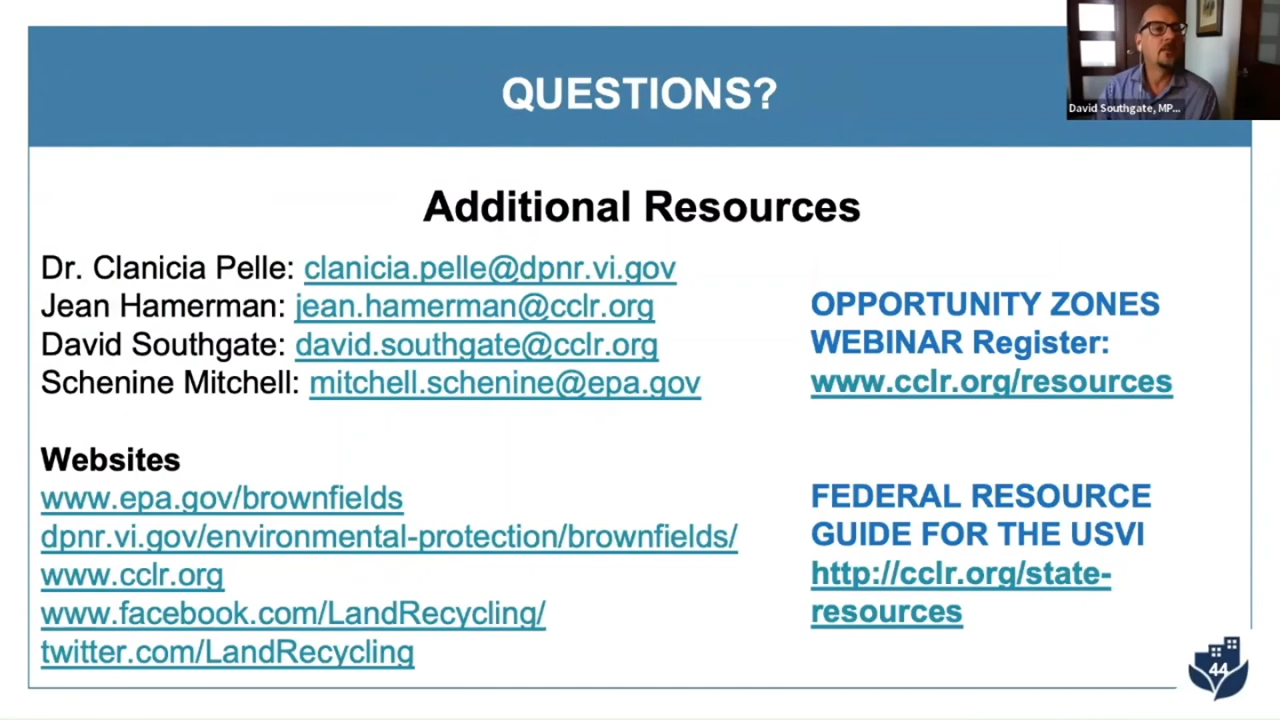 QUESTIONS?
David Southgate, MP...
Additional Resources
Dr. Clanicia Pelle: clanicia.pelle@dpnr.vi.gov
Jean Hamerman: jean.hamerman@cclr.org
David Southgate: david.southgate@cclr.org
Schenine Mitchell: mitchell.schenine@epa.gov
Websites
www.epa.gov/brownfields
dpnr.vi.gov/environmental-protection/brownfields/
www.cclr.org
www.facebook.com/LandRecycling/
twitter.com/LandRecycling
OPPORTUNITY ZONES
WEBINAR Register:
www.cclr.org/resources
FEDERAL RESOURCE
GUIDE FOR THE USVI
http://cclr.org/state-
resources
44